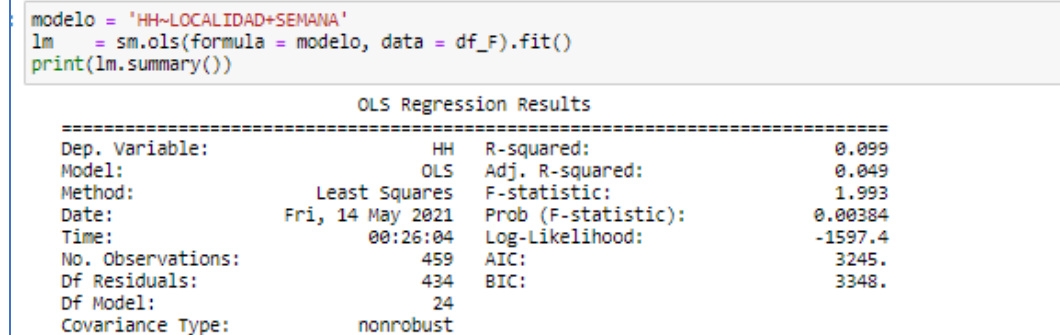 modelo = 'HH~LOCALIDAD+SEMANA'
lm    = sm.ols(formula = modelo, data = df_F).fit()
print(lm.summary())
OLS Regression Results
==============================================================================
Dep. Variable:                     HH   R-squared:                       0.099
Model:                            OLS   Adj. R-squared:                  0.049
Method:                 Least Squares   F-statistic:                     1.993
Date:                Fri, 14 May 2021   Prob (F-statistic):            0.00384
Time:                        00:26:04   Log-Likelihood:                -1597.4
No. Observations:                 459   AIC:                             3245.
Df Residuals:                     434   BIC:                             3348.
Df Model:                          24
Covariance Type:            nonrobust